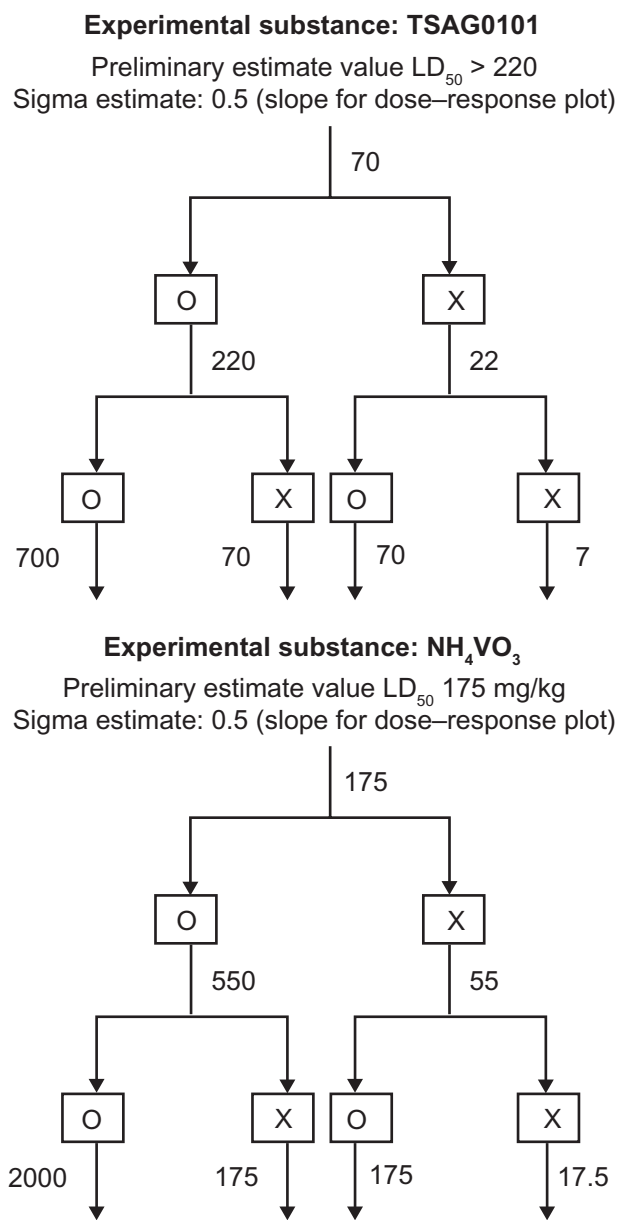 Experimental substance: TSAG0101
Preliminary estimate value LD50 > 220
Sigma estimate: 0.5 (slope for dose–response plot)
70
O X
220 22
O X O X
700 70 70 7
Experimental substance: NH4VO3
Preliminary estimate value LD50 175 mg/kg
Sigma estimate: 0.5 (slope for dose–response plot)
175
O X
550 55
O X O X
2000 175 175 17.5